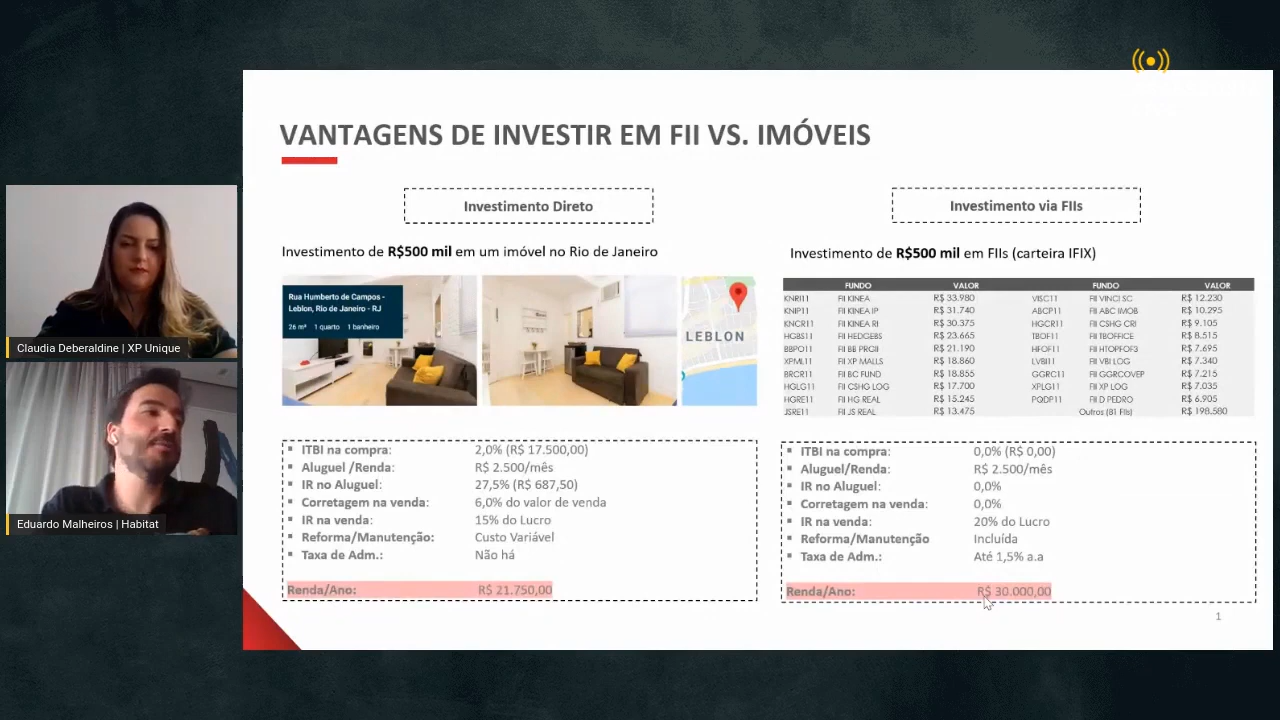 VANTAGENS DE INVESTIR EM FII VS. IMÓVEIS
Investimento Direto
Investimento de R$500 mil em um imóvel no Rio de Janeiro
Rua Humberto de Campos -
Leblon, Rio de Janeiro - RJ
26 m² 1 quarto 1 banheiro
LEBLON
ITBI na compra: 2,0% (R$ 17.500,00)
Aluguel /Renda: R$ 2.500/mês
IR no Aluguel: 27,5% (R$ 687,50)
Corretagem na venda: 6,0% do valor de venda
IR na venda: 15% do Lucro
Reforma/Manutenção: Custo Variável
Taxa de Adm.: Não há
Renda/Ano: R$ 21.750,00
Investimento via FIIs
Investimento de R$500 mil em FIIs (carteira IFIX)
FUNDO VALOR FUNDO VALOR
KNRI11 FII KINEA R$ 33.980 VISC11 FII VINCI SC R$ 12.230
KNIP11 FII KINEA IP R$ 31.740 ABCP11 FII ABC IMOB R$ 10.295
KNCR11 FII KINEA RI R$ 30.375 HGCR11 FII CSHG CRI R$ 9.105
HGBS11 FII HEDGEBS R$ 23.665 TBOF11 FII TBOFFICE R$ 8.515
BBPO11 FII BB PRGII R$ 21.190 HFOF11 FII HTOPFOF3 R$ 7.695
XPML11 FII XP MALLS R$ 18.860 LVBI11 FII VBI LOG R$ 7.340
BRCR11 FII BC FUND R$ 18.855 GGRC11 FII GGRCOVEP R$ 7.215
HGLG11 FII CSHG LOG R$ 17.700 XPLG11 FII XP LOG R$ 7.035
HGRE11 FII HG REAL R$ 15.245 PQDP11 FII D PEDRO R$ 6.905
JSRE11 FII JS REAL R$ 13.475 Outros (81 FIIs) R$ 198.580
ITBI na compra: 0,0% (R$ 0,00)
Aluguel/Renda: R$ 2.500/mês
IR no Aluguel: 0,0%
Corretagem na venda: 0,0%
IR na venda: 20% do Lucro
Reforma/Manutenção Incluída
Taxa de Adm.: Até 1,5% a.a
Renda/Ano: R$ 30.000,00
1
Claudia Deberaldine | XP Unique
Eduardo Malheiros | Habitat